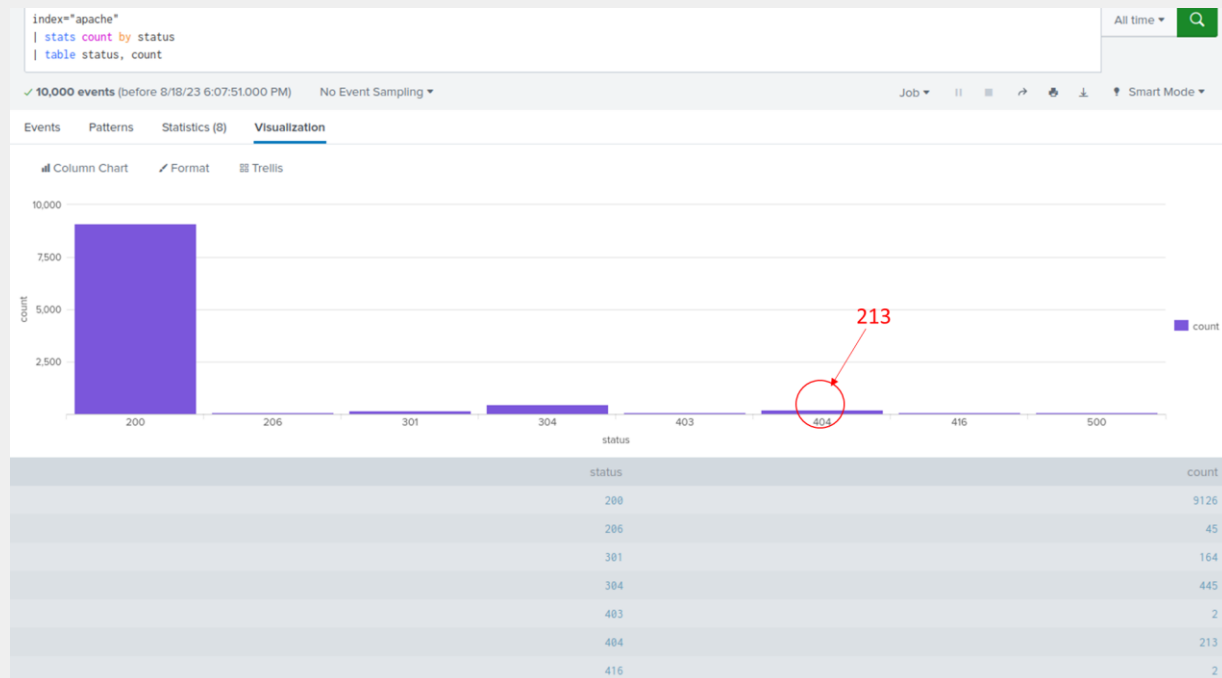 index="apache"
| stats count by status
| table status, count
All time
✓ 10,000 events (before 8/18/23 6:07:51.000 PM) No Event Sampling Job Smart Mode
Events Patterns Statistics (8) Visualization
Column Chart Format Trellis
10,000
7,500
5,000
2,500
count
213
count
200 206 301 304 403 404 416 500
status
status count
200 9126
206 45
301 164
304 445
403 2
404 213
416 2